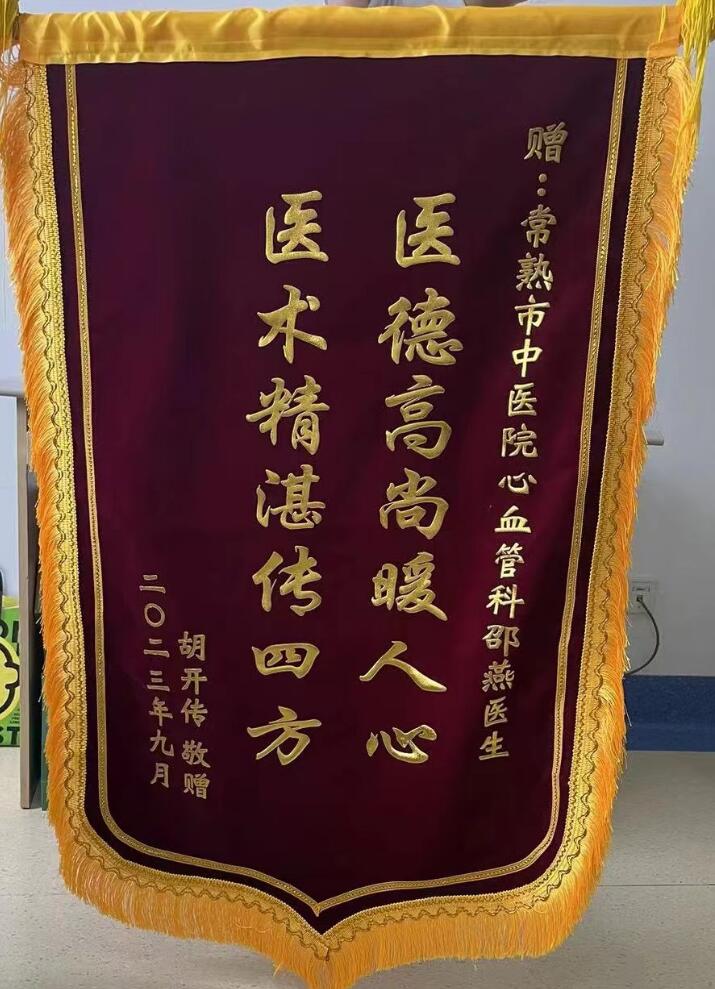 赠：常熟市中医院心血管科邵燕医生
医德高尚暖人心
医术精湛传四方
胡开传 敬赠
二〇二三年九月